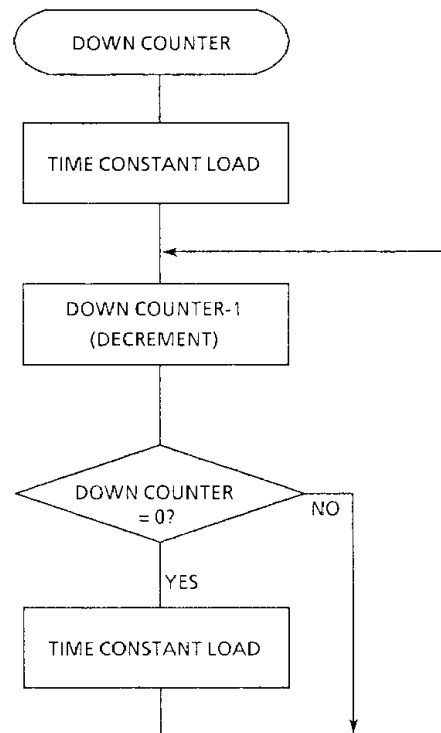 DOWN COUNTER
TIME CONSTANT LOAD
DOWN COUNTER-1
(DECREMENT)
DOWN COUNTER
= 0?
NO
YES
TIME CONSTANT LOAD